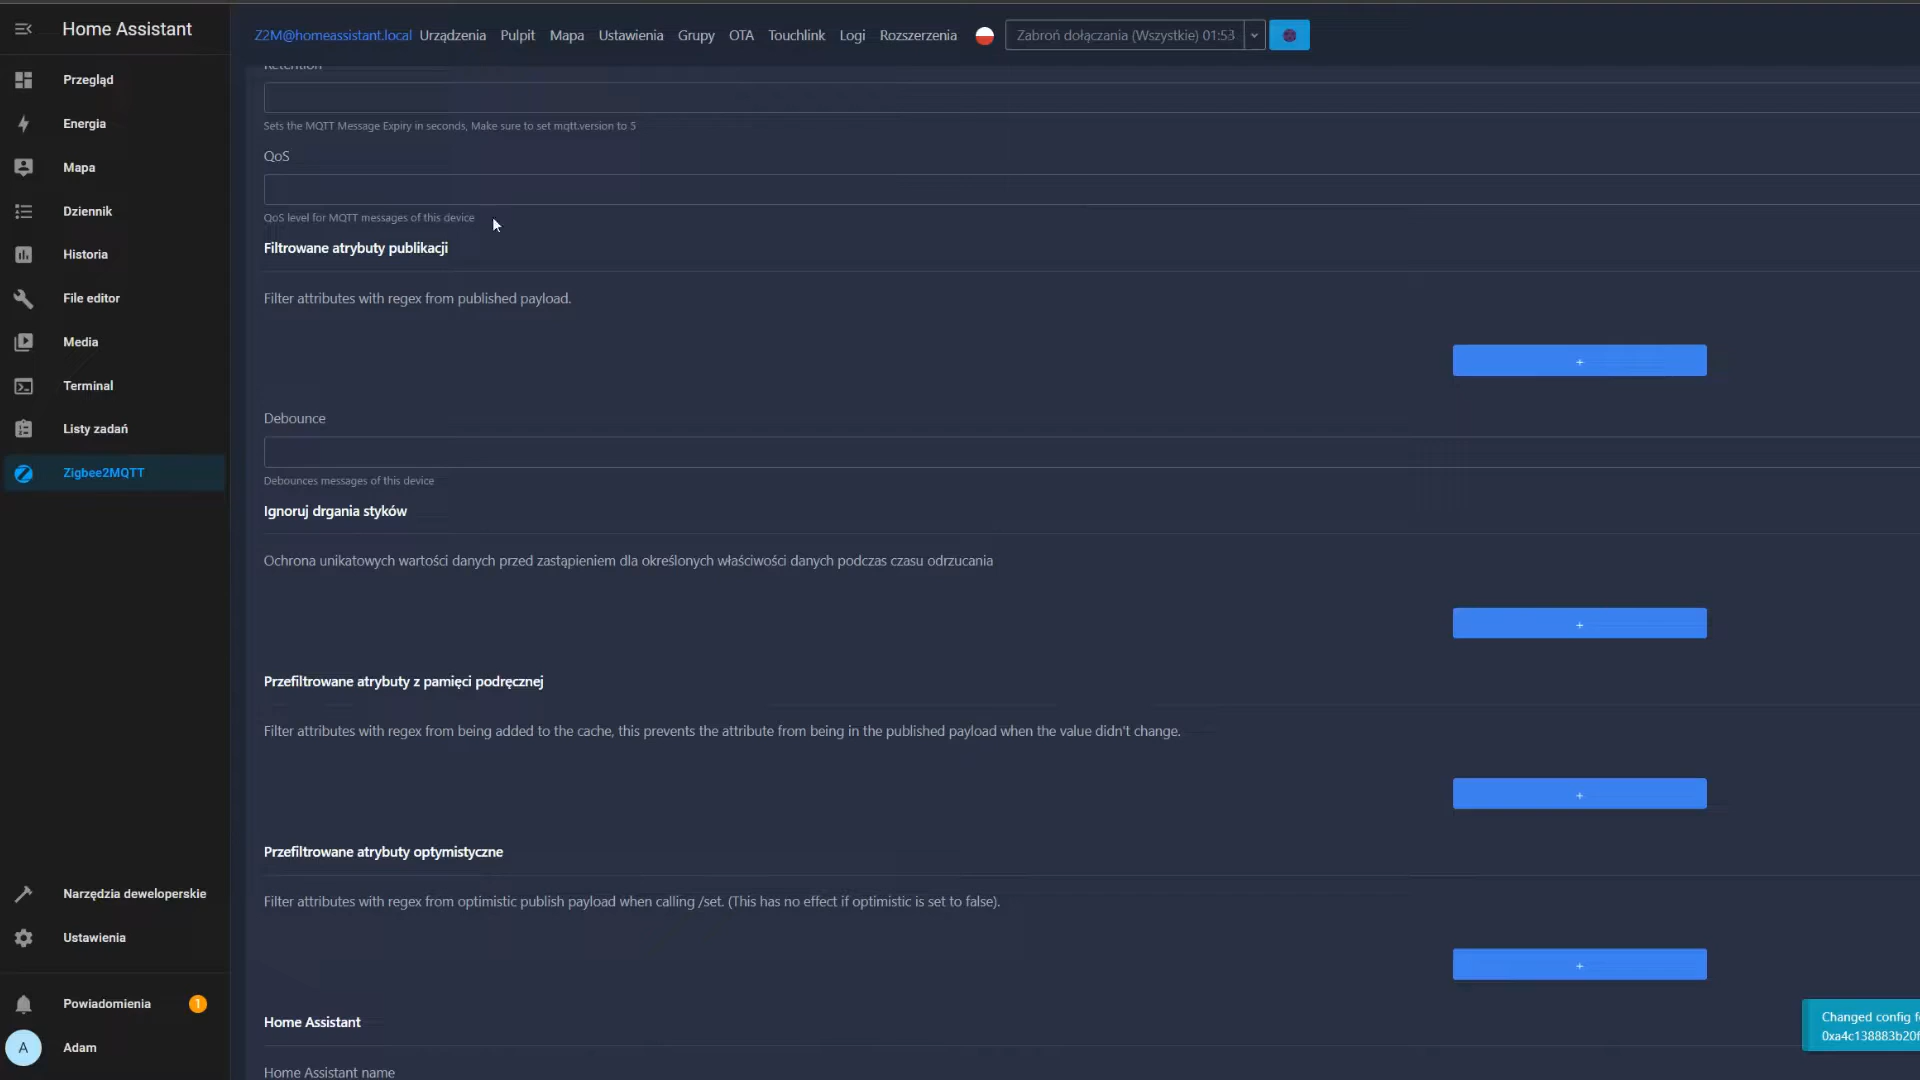 Home Assistant
Przegląd
Energia
Mapa
Dziennik
Historia
File editor
Media
Terminal
Listy zadań
Zigbee2MQTT
Narzędzia deweloperskie
Ustawienia
Powiadomienia 1
A Adam
Z2M@homeassistant.local Urządzenia Pulpit Mapa Ustawienia Grupy OTA Touchlink Logi Rozszerzenia Zabroń dołączania (Wszystkie) 01:53
Retention
Sets the MQTT Message Expiry in seconds, Make sure to set mqtt.version to 5
QoS
QoS level for MQTT messages of this device
Filtrowane atrybuty publikacji
Filter attributes with regex from published payload.
+
Debounce
Debounces messages of this device
Ignoruj drgania styków
Ochrona unikatowych wartości danych przed zastąpieniem dla określonych właściwości danych podczas czasu odrzucania
+
Przefiltrowane atrybuty z pamięci podręcznej
Filter attributes with regex from being added to the cache, this prevents the attribute from being in the published payload when the value didn't change.
+
Przefiltrowane atrybuty optymistyczne
Filter attributes with regex from optimistic publish payload when calling /set. (This has no effect if optimistic is set to false).
+
Home Assistant
Home Assistant name
Changed config f
0xa4c138883b20f